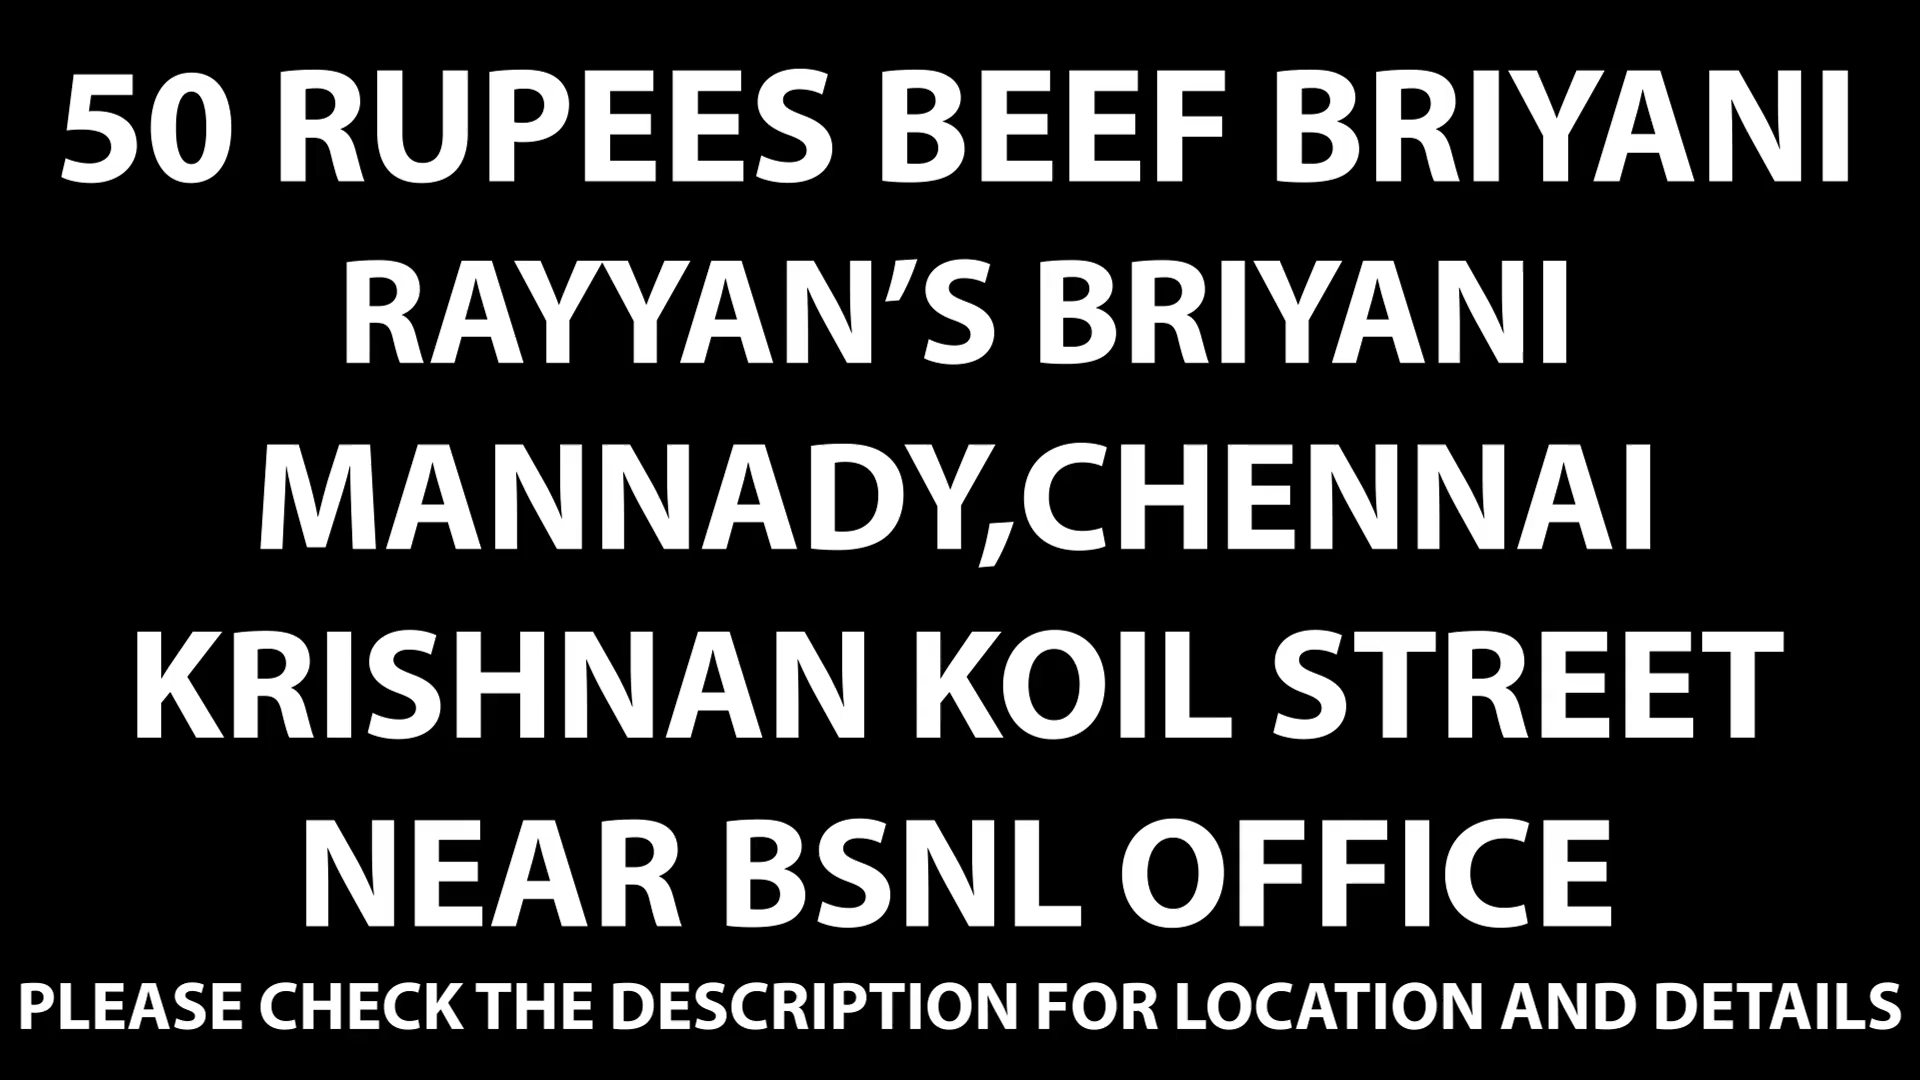 50 RUPEES BEEF BRIYANI
RAYYAN’S BRIYANI
MANNADY,CHENNAI
KRISHNAN KOIL STREET
NEAR BSNL OFFICE
PLEASE CHECK THE DESCRIPTION FOR LOCATION AND DETAILS